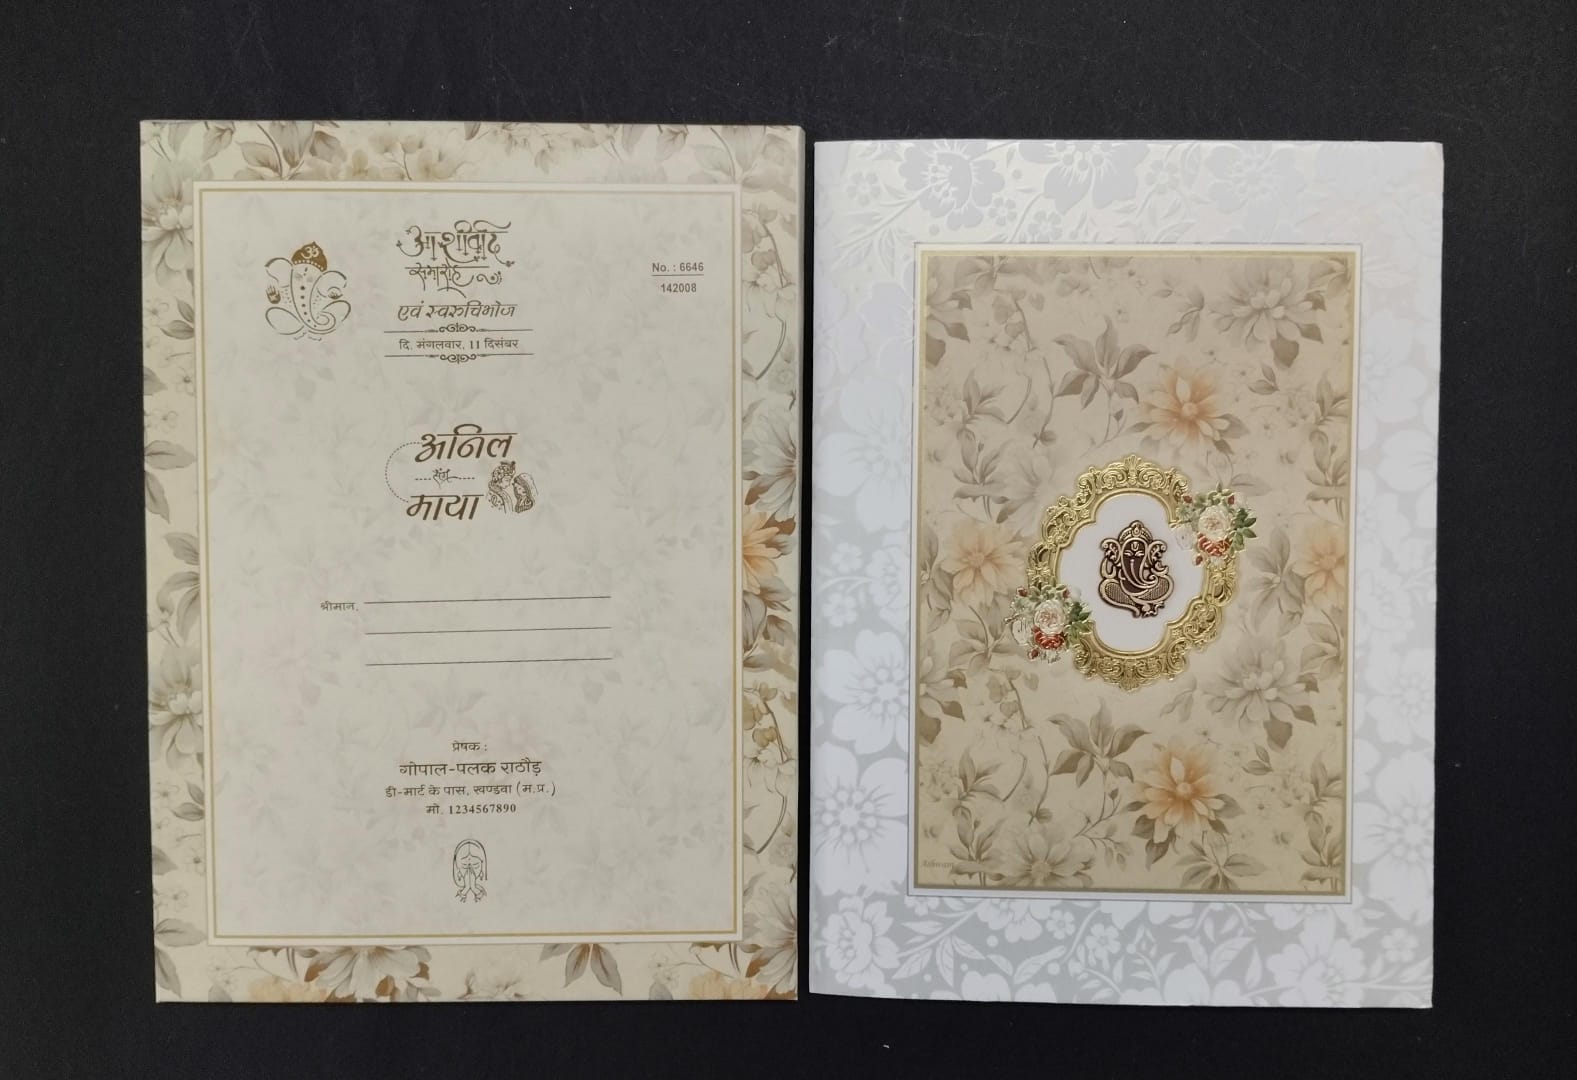 ॐ
आशीर्वाद
समारोह
एवं स्वरुचिभोज
दि. मंगलवार, 11 दिसंबर
No. : 6646
142008
अनिल
संग
माया
श्रीमान,
प्रेषक :
गोपाल-पलक राठौड़
डी-मार्ट के पास, खण्डवा (म.प्र.)
मो. 1234567890